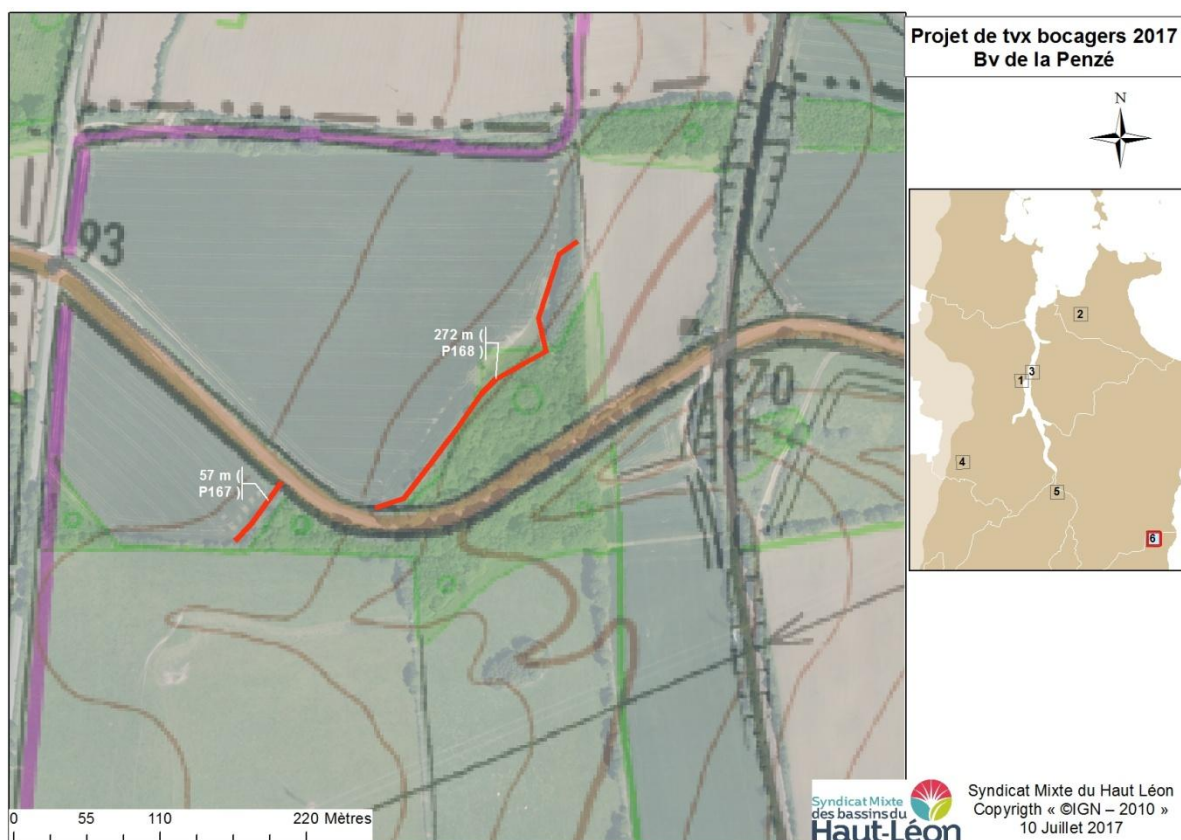 Projet de tvx bocagers 2017
Bv de la Penzé
N
93
272 m (
P168 )
70
57 m (
P167 )
2
3
1
4
5
6
0 55 110 220 Mètres
Syndicat Mixte
des bassins du
Haut-Léon
Syndicat Mixte du Haut Léon
Copyrigth « ©IGN – 2010 »
10 Juillet 2017